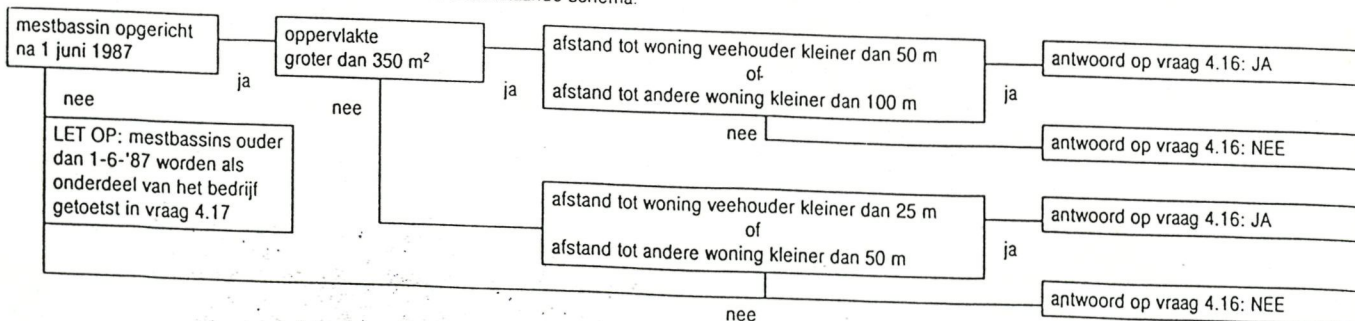 schema:
mestbassin opgericht
na 1 juni 1987
ja
nee
oppervlakte
groter dan 350 m²
ja
nee
afstand tot woning veehouder kleiner dan 50 m
of
afstand tot andere woning kleiner dan 100 m
ja
nee
antwoord op vraag 4.16: JA
antwoord op vraag 4.16: NEE
LET OP: mestbassins ouder
dan 1-6-'87 worden als
onderdeel van het bedrijf
getoetst in vraag 4.17
afstand tot woning veehouder kleiner dan 25 m
of
afstand tot andere woning kleiner dan 50 m
ja
nee
antwoord op vraag 4.16: JA
antwoord op vraag 4.16: NEE